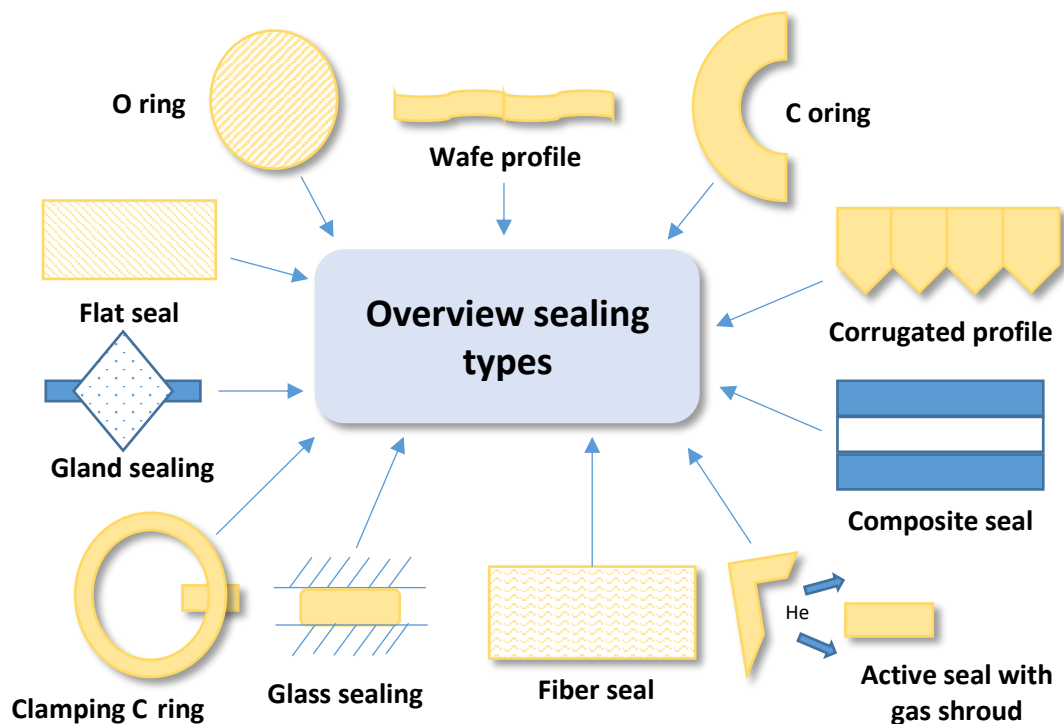 O ring
Wafe profile
C oring
Flat seal
Overview sealing
types
Corrugated profile
Gland sealing
Composite seal
He
Clamping C ring
Glass sealing
Fiber seal
Active seal with
gas shroud